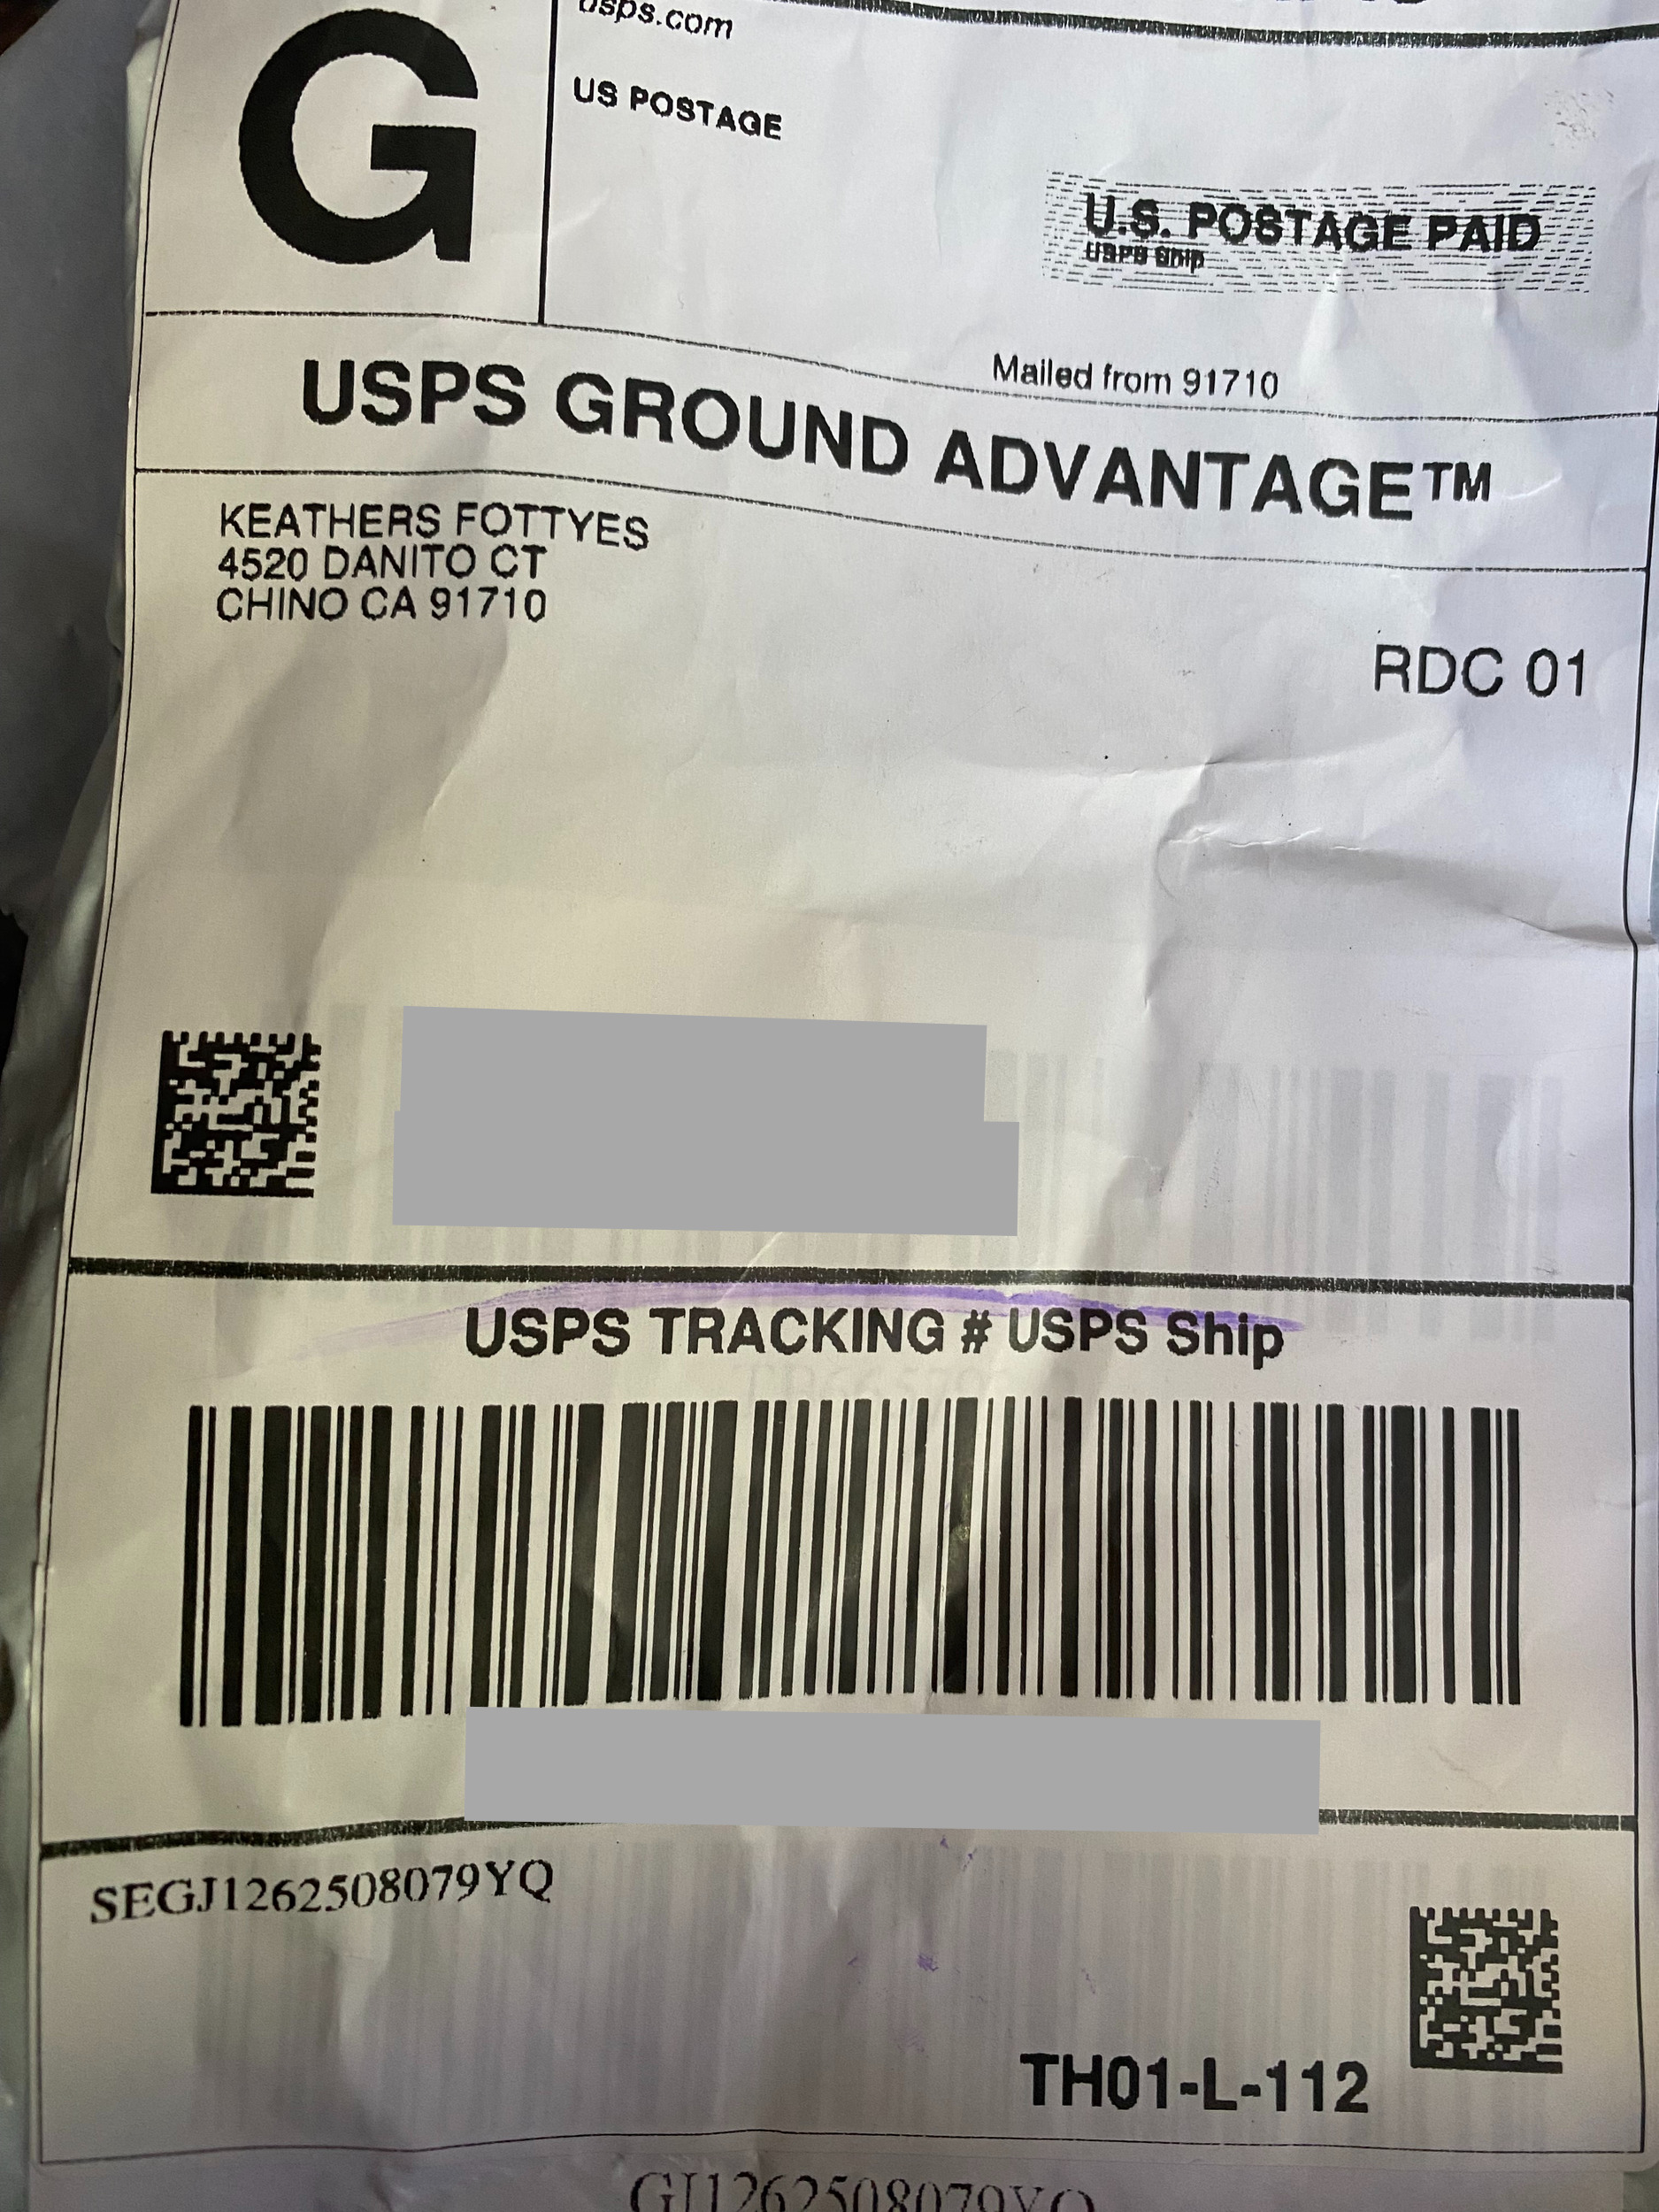 usps.com
G
US POSTAGE
U.S. POSTAGE PAID
USPS Ship
Mailed from 91710
USPS GROUND ADVANTAGE™
KEATHERS FOTTYES
4520 DANITO CT
CHINO CA 91710
RDC 01
USPS TRACKING # USPS Ship
SEGJ1262508079YQ
TH01-L-112
GJ1262508079YQ